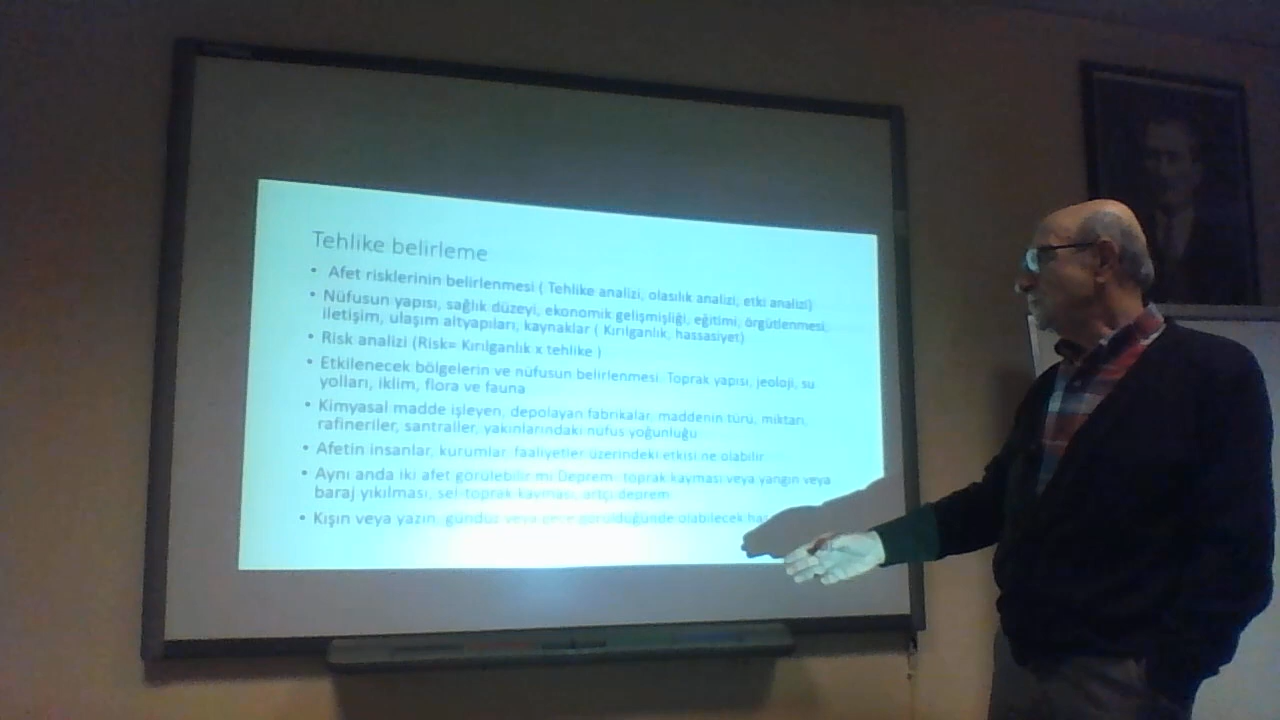 Tehlike belirleme
• Afet risklerinin belirlenmesi ( Tehlike analizi, olasılık analizi, etki analizi)
• Nüfusun yapısı, sağlık düzeyi, ekonomik gelişmişliği, eğitimi, örgütlenmesi,
iletişim, ulaşım altyapıları, kaynaklar ( Kırılganlık, hassasiyet)
• Risk analizi (Risk= Kırılganlık x tehlike )
• Etkilenecek bölgelerin ve nüfusun belirlenmesi. Toprak yapısı, jeoloji, su
yolları, iklim, flora ve fauna
• Kimyasal madde işleyen, depolayan fabrikalar, maddenin türü, miktarı,
rafineriler, santraller, yakınlarındaki nüfus yoğunluğu
• Afetin insanlar, kurumlar, faaliyetler üzerindeki etkisi ne olabilir
• Aynı anda iki afet görülebilir mi Deprem, toprak kayması veya yangın veya
baraj yıkılması, sel toprak kayması, artçı deprem
• Kışın veya yazın, gündüz veya gece görüldüğünde olabilecek